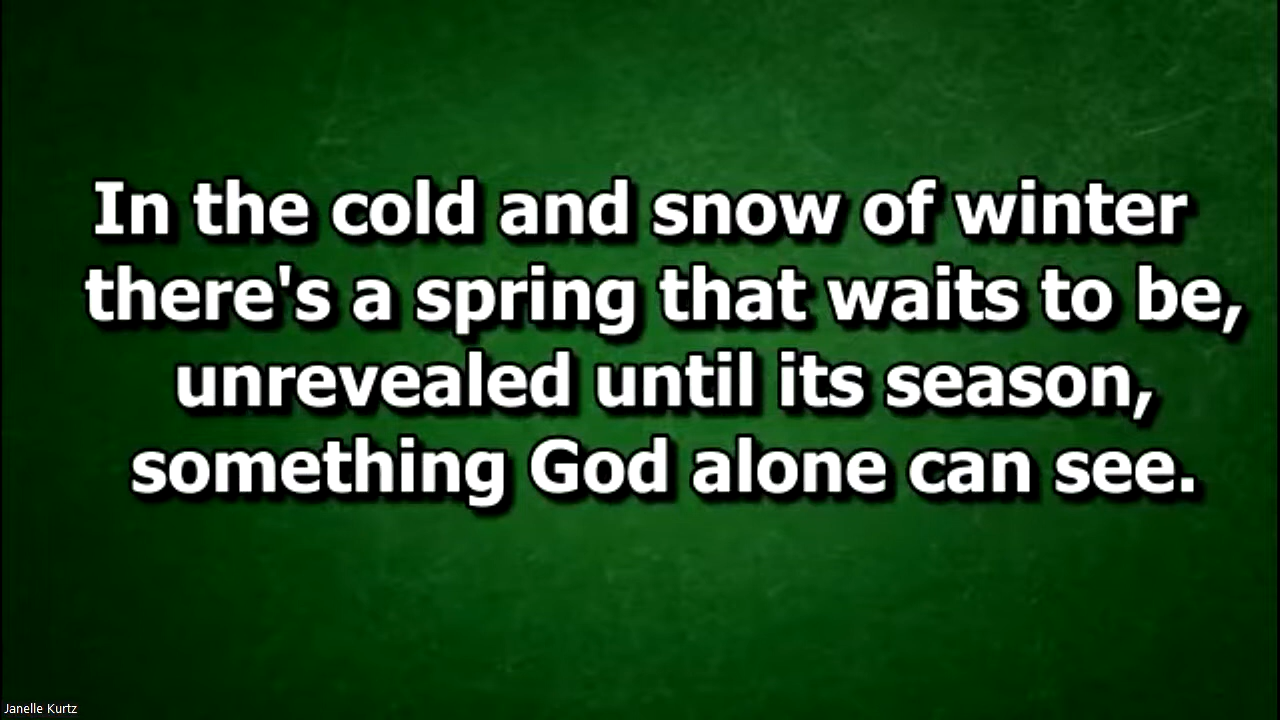 In the cold and snow of winter
there's a spring that waits to be,
unrevealed until its season,
something God alone can see.
Janelle Kurtz